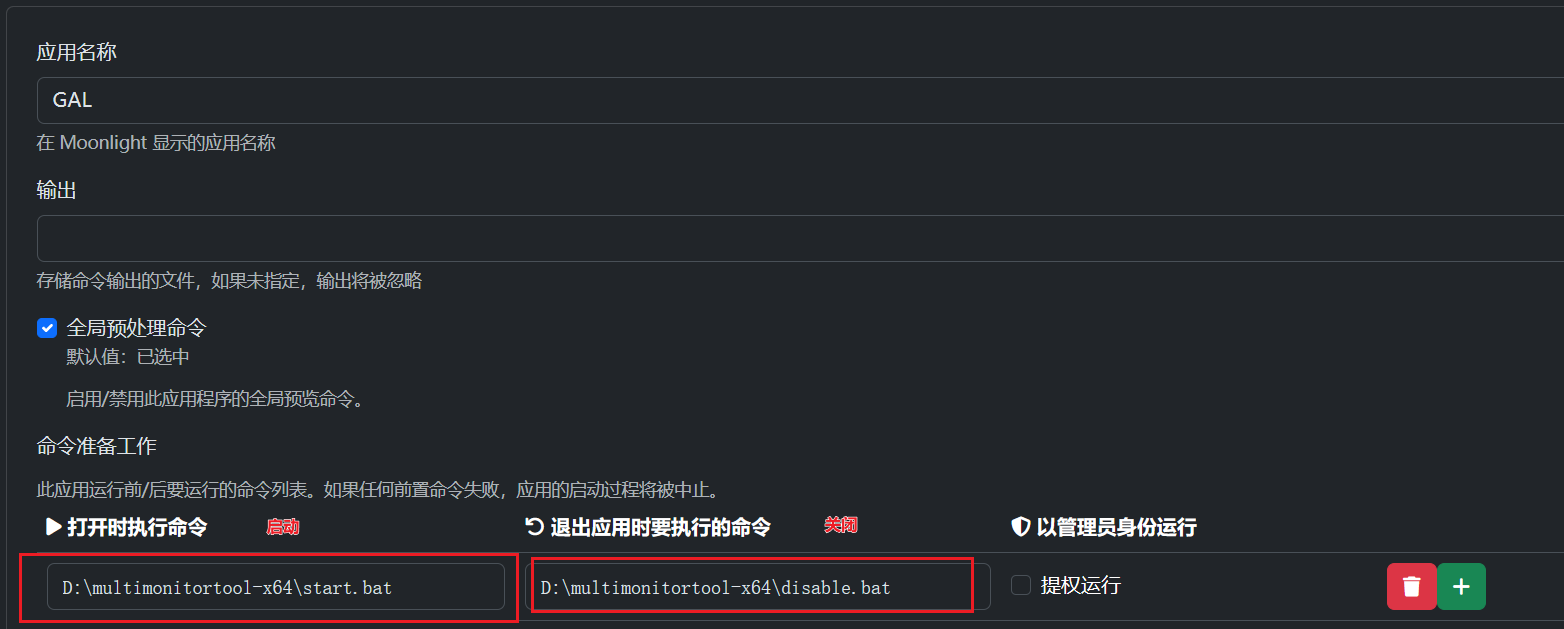 应用名称
GAL
在 Moonlight 显示的应用名称
输出
存储命令输出的文件，如果未指定，输出将被忽略
全局预处理命令
默认值：已选中
启用/禁用此应用程序的全局预览命令。
命令准备工作
此应用运行前/后要运行的命令列表。如果任何前置命令失败，应用的启动过程将被中止。
打开时执行命令 启动 退出应用时要执行的命令 关闭 以管理员身份运行
D:\multimonitortool-x64\start.bat D:\multimonitortool-x64\disable.bat 提权运行